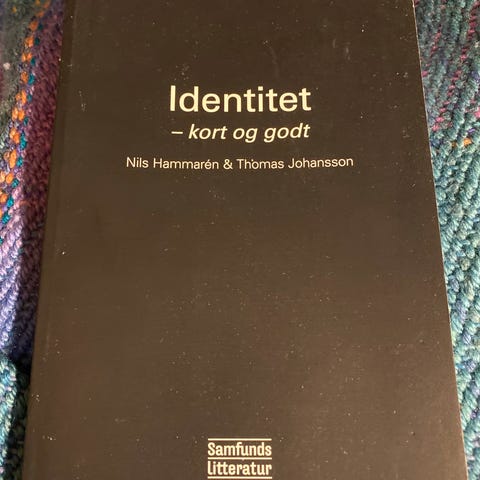 Identitet
– kort og godt
Nils Hammarén & Thomas Johansson
Samfunds
Litteratur